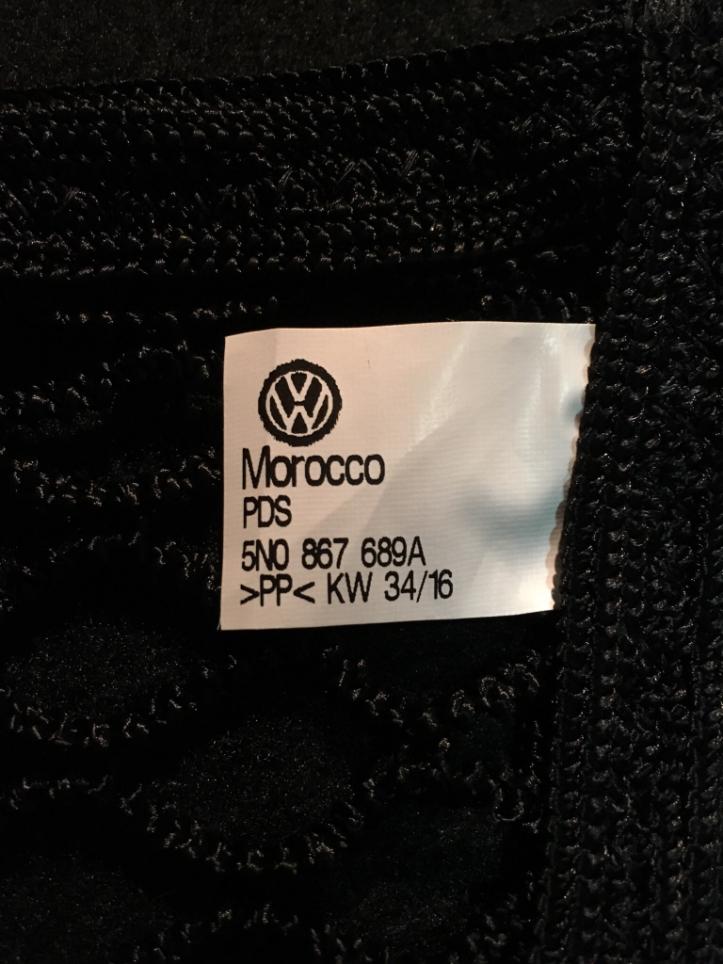 Morocco
PDS
5N0 867 689A
>PP< KW 34/16